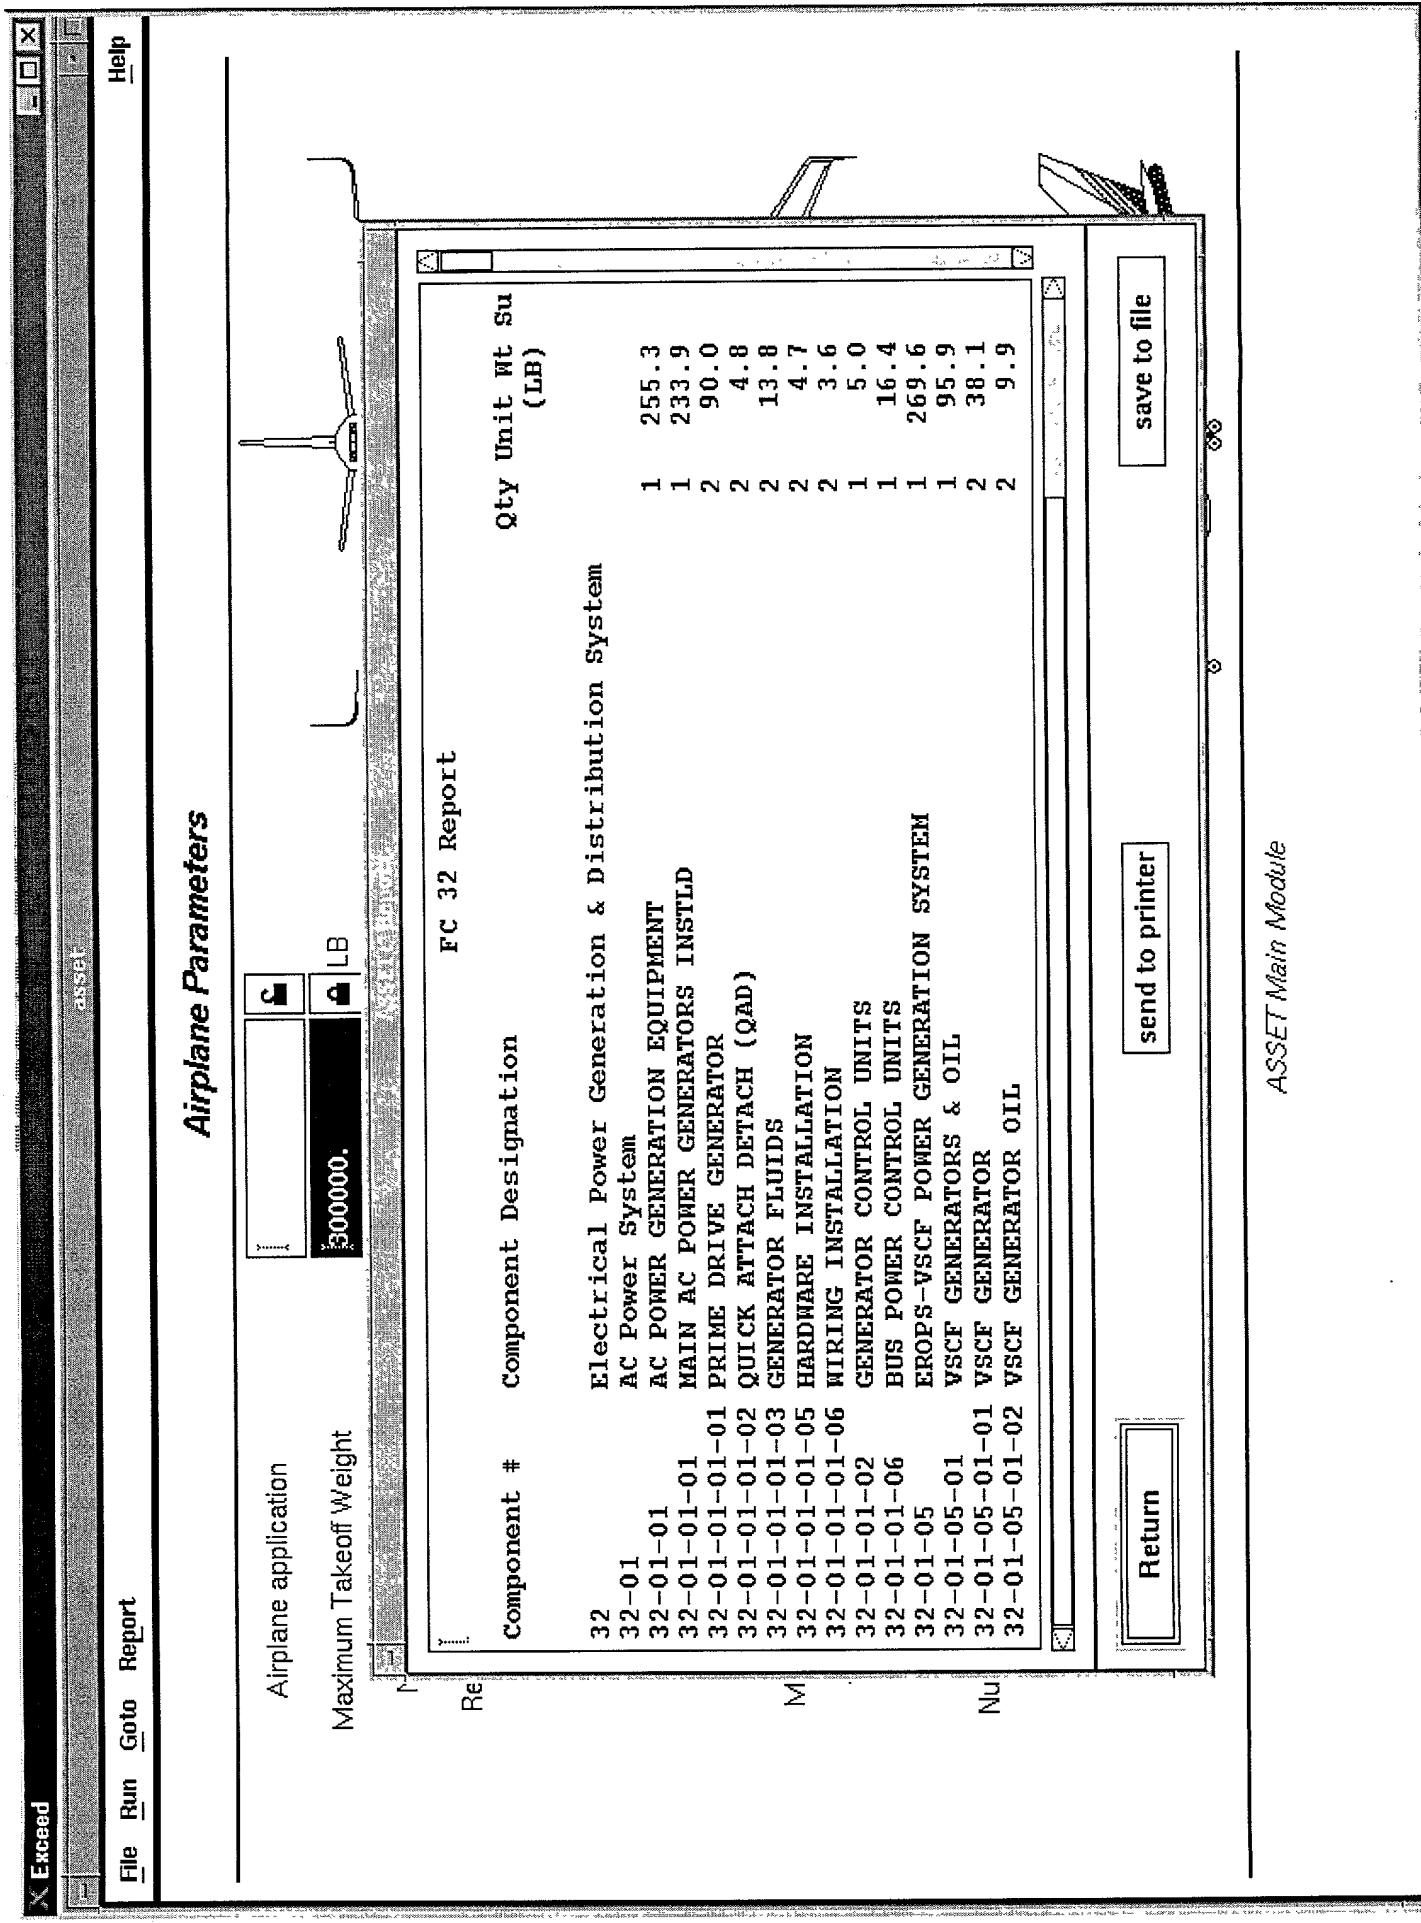 X Exceed
asset
File Run Goto Report Help
Airplane Parameters
Airplane application
Maximum Takeoff Weight 300000. LB
Re
M
Nu
FC 32 Report
Component # Component Designation Qty Unit Wt Su
(LB)
32 Electrical Power Generation & Distribution System
32-01 AC Power System
32-01-01 AC POWER GENERATION EQUIPMENT 1 255.3
32-01-01-01 MAIN AC POWER GENERATORS INSTLD 1 233.9
32-01-01-01-01 PRIME DRIVE GENERATOR 2 90.0
32-01-01-01-02 QUICK ATTACH DETACH (QAD) 2 4.8
32-01-01-01-03 GENERATOR FLUIDS 2 13.8
32-01-01-01-05 HARDWARE INSTALLATION 2 4.7
32-01-01-01-06 WIRING INSTALLATION 2 3.6
32-01-01-02 GENERATOR CONTROL UNITS 1 5.0
32-01-01-06 BUS POWER CONTROL UNITS 1 16.4
32-01-05 EROPS-VSCF POWER GENERATION SYSTEM 1 269.6
32-01-05-01 VSCF GENERATORS & OIL 1 95.9
32-01-05-01-01 VSCF GENERATOR 2 38.1
32-01-05-01-02 VSCF GENERATOR OIL 2 9.9
Return send to printer save to file
ASSET Main Module